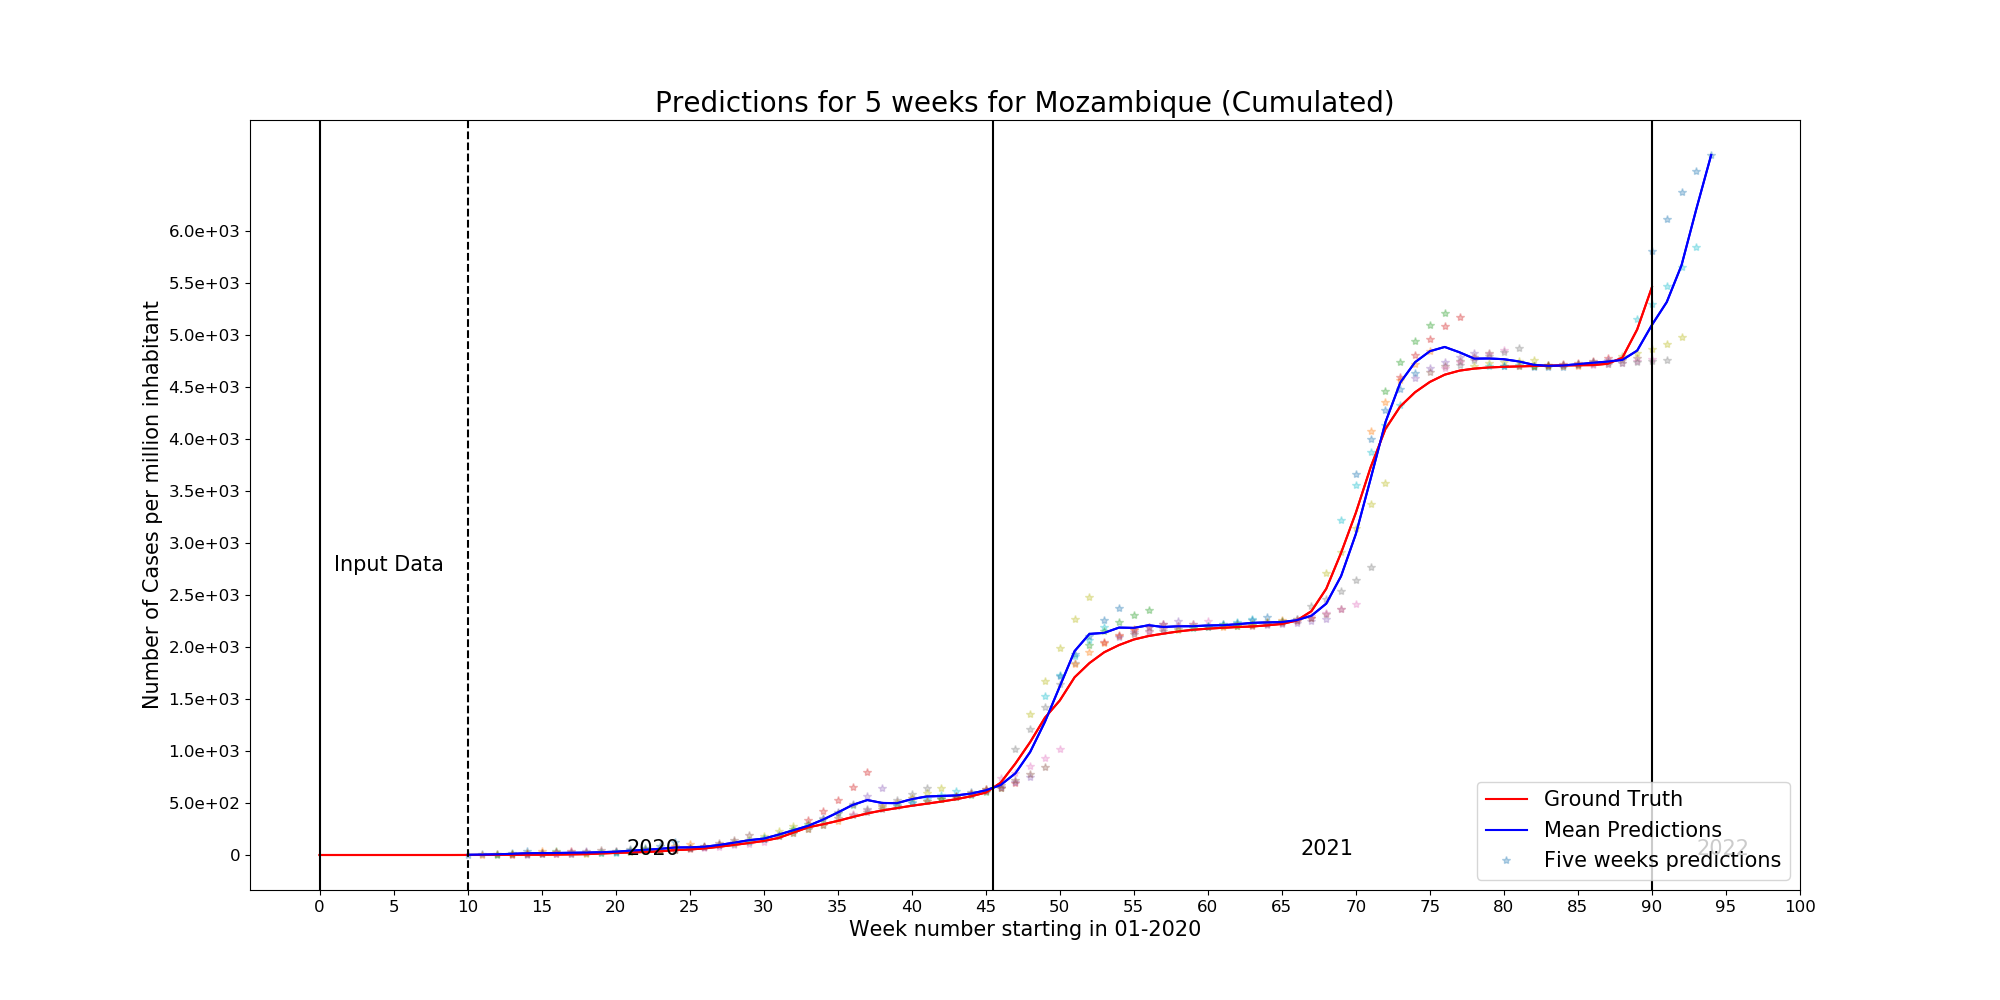 Predictions for 5 weeks for Mozambique (Cumulated)
Number of Cases per million inhabitant
6.0e+03
5.5e+03
5.0e+03
4.5e+03
4.0e+03
3.5e+03
3.0e+03
2.5e+03
2.0e+03
1.5e+03
1.0e+03
5.0e+02
0
Input Data
2020
2021
2022
Ground Truth
Mean Predictions
Five weeks predictions
0 5 10 15 20 25 30 35 40 45 50 55 60 65 70 75 80 85 90 95 100
Week number starting in 01-2020